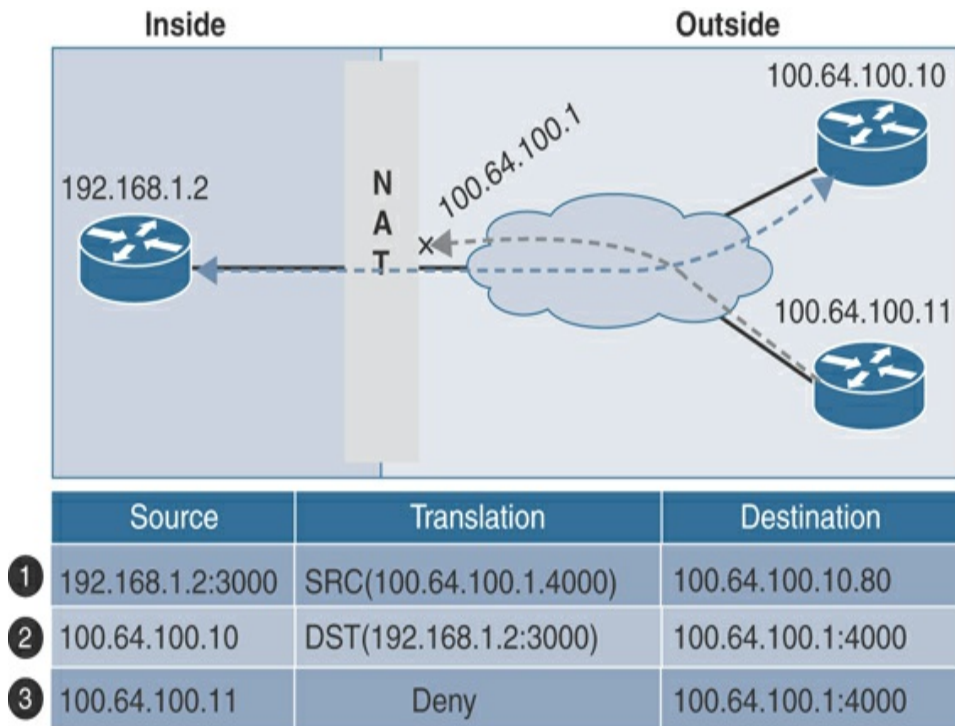 Inside
Outside
100.64.100.10
100.64.100.1
192.168.1.2
N
A
T
×
100.64.100.11
Source Translation Destination
1 192.168.1.2:3000 SRC(100.64.100.1.4000) 100.64.100.10.80
2 100.64.100.10 DST(192.168.1.2:3000) 100.64.100.1:4000
3 100.64.100.11 Deny 100.64.100.1:4000